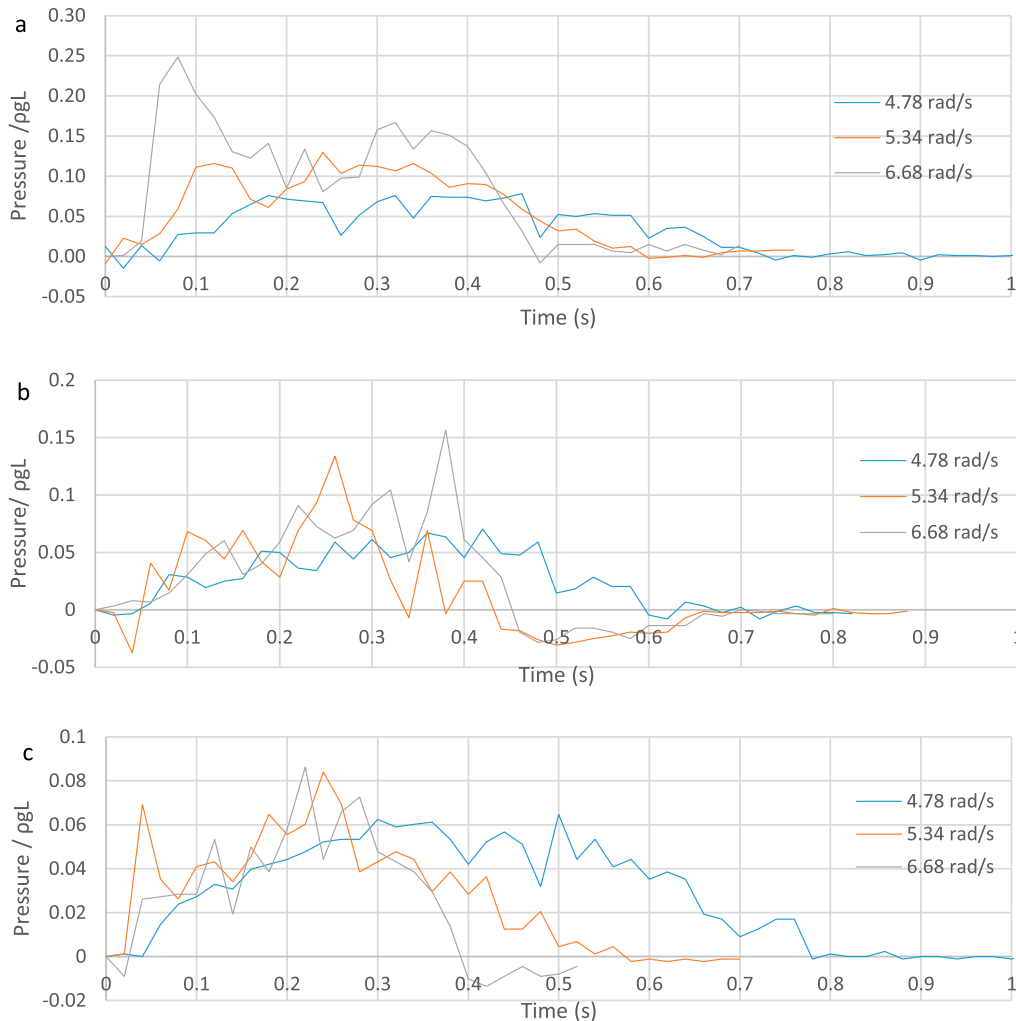 a
0.30
0.25
0.20
0.15
0.10
0.05
0.00
-0.05
Pressure /ρgL
4.78 rad/s
5.34 rad/s
6.68 rad/s
0 0.1 0.2 0.3 0.4 0.5 0.6 0.7 0.8 0.9 1
Time (s)
b
0.2
0.15
0.1
0.05
0
-0.05
Pressure/ ρgL
4.78 rad/s
5.34 rad/s
6.68 rad/s
0 0.1 0.2 0.3 0.4 0.5 0.6 0.7 0.8 0.9 1
Time (s)
c
0.1
0.08
0.06
0.04
0.02
0
-0.02
Pressure / ρgL
4.78 rad/s
5.34 rad/s
6.68 rad/s
0 0.1 0.2 0.3 0.4 0.5 0.6 0.7 0.8 0.9 1
Time (s)